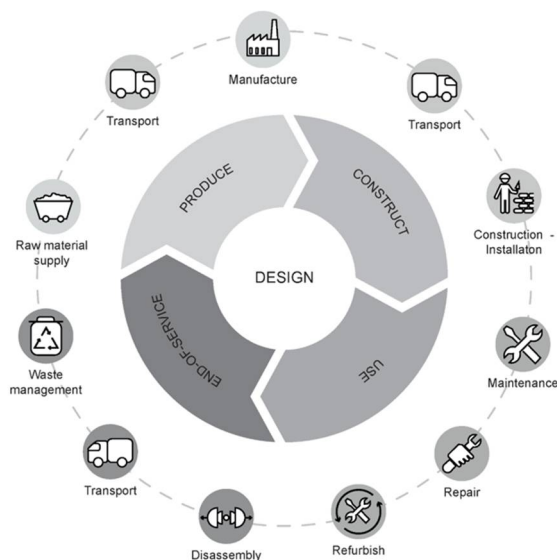 Manufacture
Transport
Transport
PRODUCE
CONSTRUCT
Raw material
supply
Construction -
Installaton
DESIGN
END-OF-SERVICE
USE
Waste
management
Maintenance
Transport
Repair
Disassembly
Refurbish